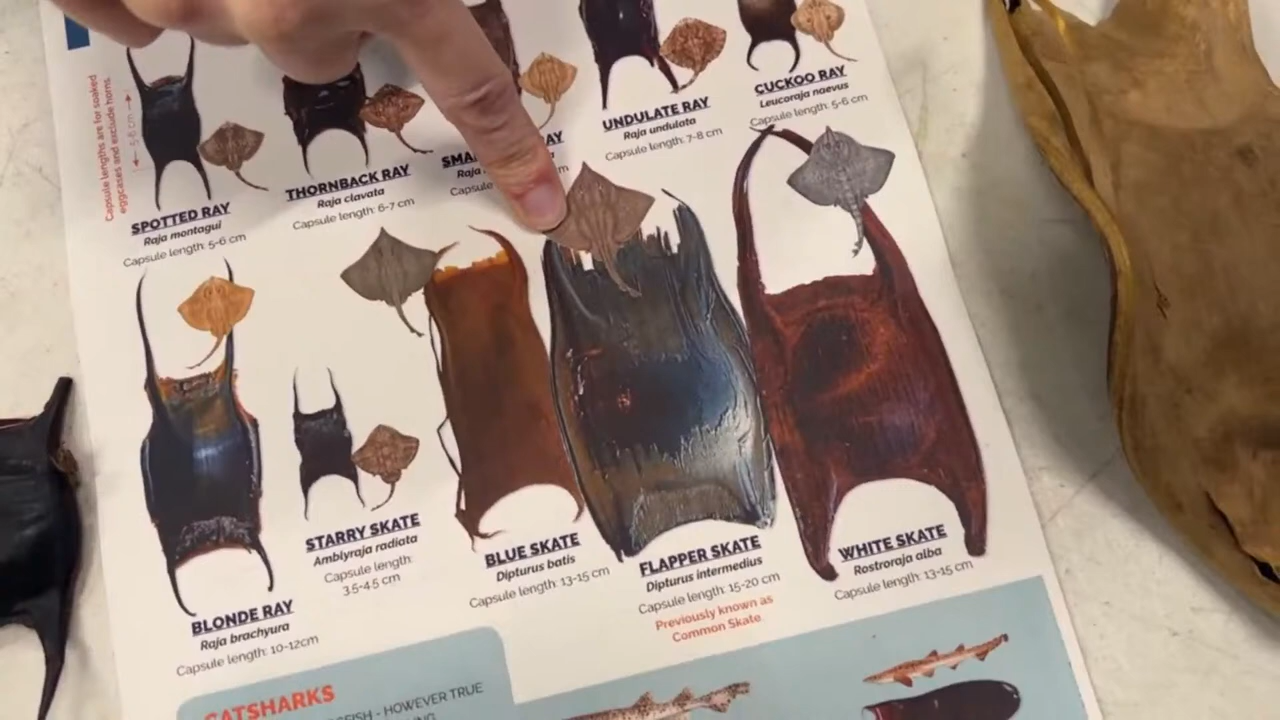 Capsule lengths are for soaked
eggcases and exclude horns.
5-6 cm
SPOTTED RAY
Raja montagui
Capsule length: 5-6 cm
THORNBACK RAY
Raja clavata
Capsule length: 6-7 cm
Raja
UNDULATE RAY
Raja undulata
Capsule length: 7-8 cm
CUCKOO RAY
Leucoraja naevus
Capsule length: 5-6 cm
BLONDE RAY
Raja brachyura
Capsule length: 10-12cm
STARRY SKATE
Amblyraja radiata
Capsule length:
3.5-4.5 cm
BLUE SKATE
Dipturus batis
Capsule length: 13-15 cm
FLAPPER SKATE
Dipturus intermedius
Capsule length: 15-20 cm
Previously known as
Common Skate
WHITE SKATE
Rostroraja alba
Capsule length: 13-15 cm
CATSHARKS
- HOWEVER TRUE